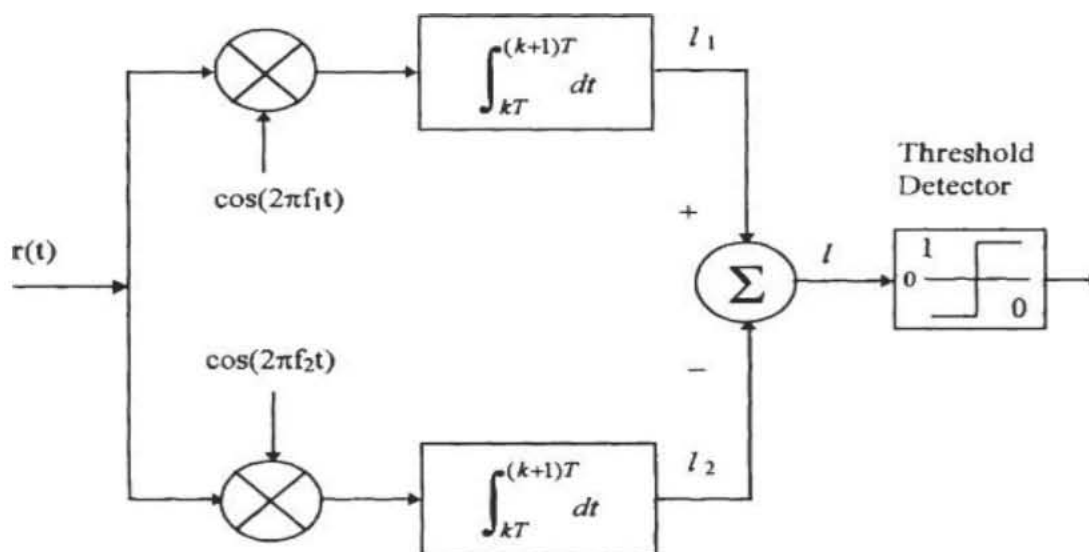 ∫_{kT}^{(k+1)T} dt
l₁
cos(2πf₁t)
Threshold
Detector
+
r(t)
Σ
l
1
0
0
cos(2πf₂t)
−
∫_{kT}^{(k+1)T} dt
l₂